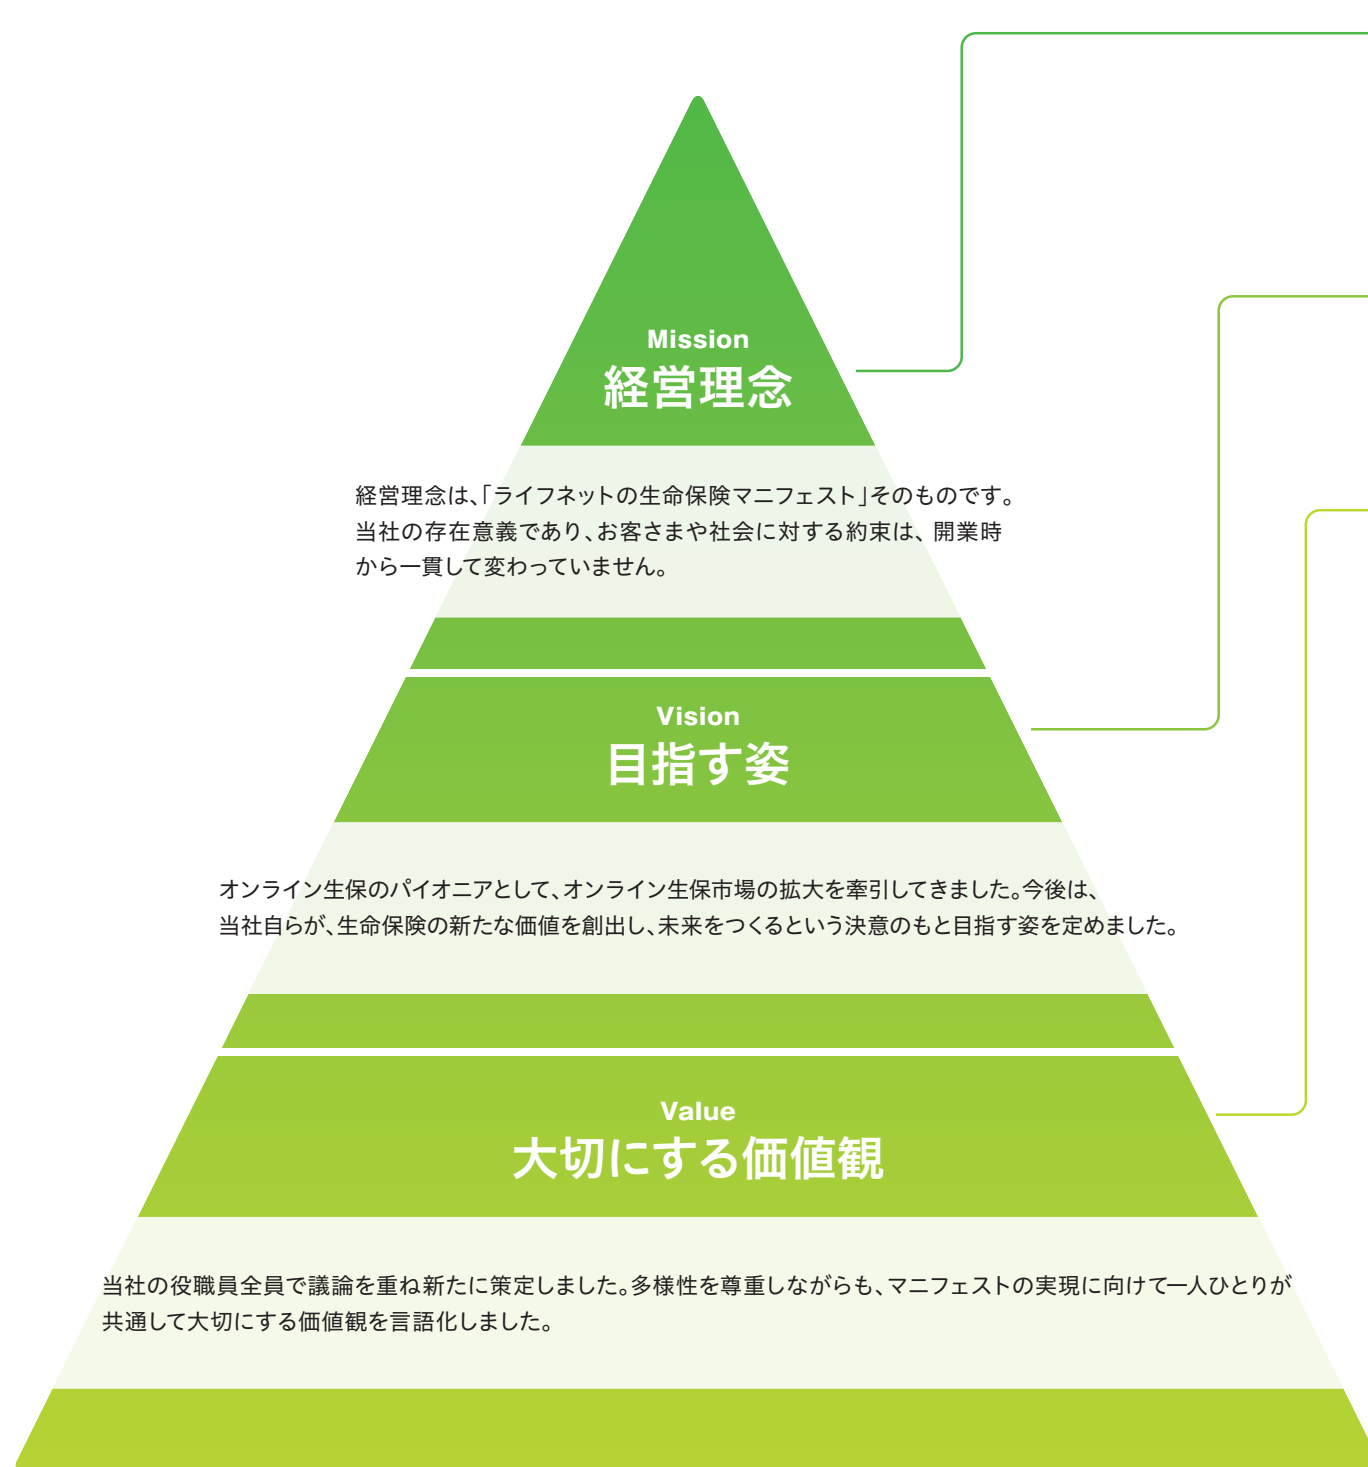 Mission
経営理念
経営理念は、「ライフネットの生命保険マニフェスト」そのものです。
当社の存在意義であり、お客さまや社会に対する約束は、開業時
から一貫して変わっていません。
Vision
目指す姿
オンライン生保のパイオニアとして、オンライン生保市場の拡大を牽引してきました。今後は、
当社自らが、生命保険の新たな価値を創出し、未来をつくるという決意のもと目指す姿を定めました。
Value
大切にする価値観
当社の役職員全員で議論を重ね新たに策定しました。多様性を尊重しながらも、マニフェストの実現に向けて一人ひとりが
共通して大切にする価値観を言語化しました。